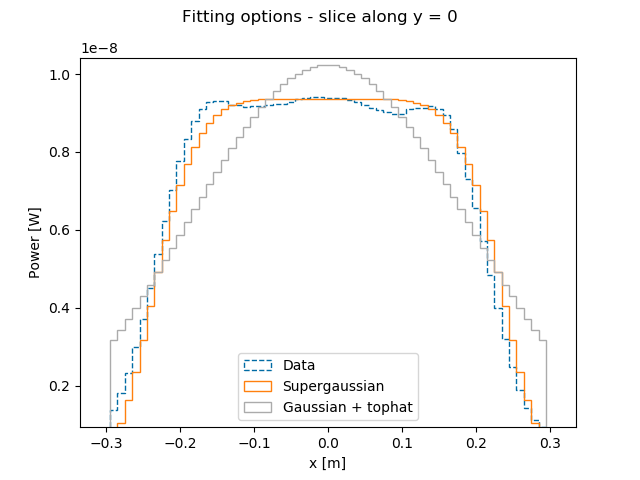 Fitting options - slice along y = 0
1e−8
1.0
0.8
0.6
0.4
0.2
Power [W]
Data
Supergaussian
Gaussian + tophat
−0.3 −0.2 −0.1 0.0 0.1 0.2 0.3
x [m]